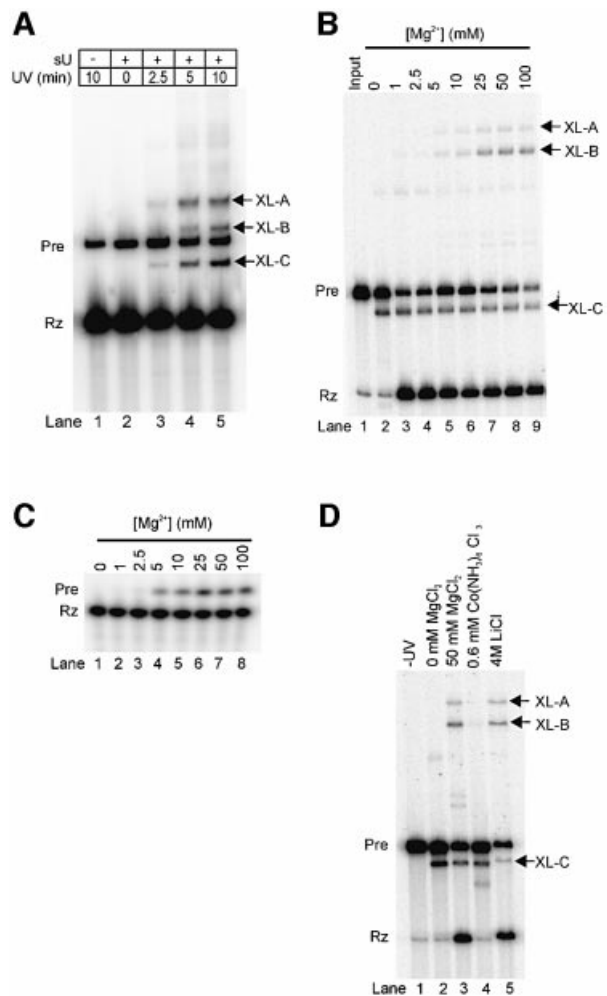 A
sU - + + + +
UV (min) 10 0 2.5 5 10
XL-A
XL-B
Pre
XL-C
Rz
Lane 1 2 3 4 5
B
[Mg²⁺] (mM)
Input 0 1 2.5 5 10 25 50 100
XL-A
XL-B
Pre
XL-C
Rz
Lane 1 2 3 4 5 6 7 8 9
C
[Mg²⁺] (mM)
0 1 2.5 5 10 25 50 100
Pre
Rz
Lane 1 2 3 4 5 6 7 8
D
-UV
0 mM MgCl₂
50 mM MgCl₂
0.6 mM Co(NH₃)₆ Cl ₃
4M LiCl
XL-A
XL-B
Pre
XL-C
Rz
Lane 1 2 3 4 5